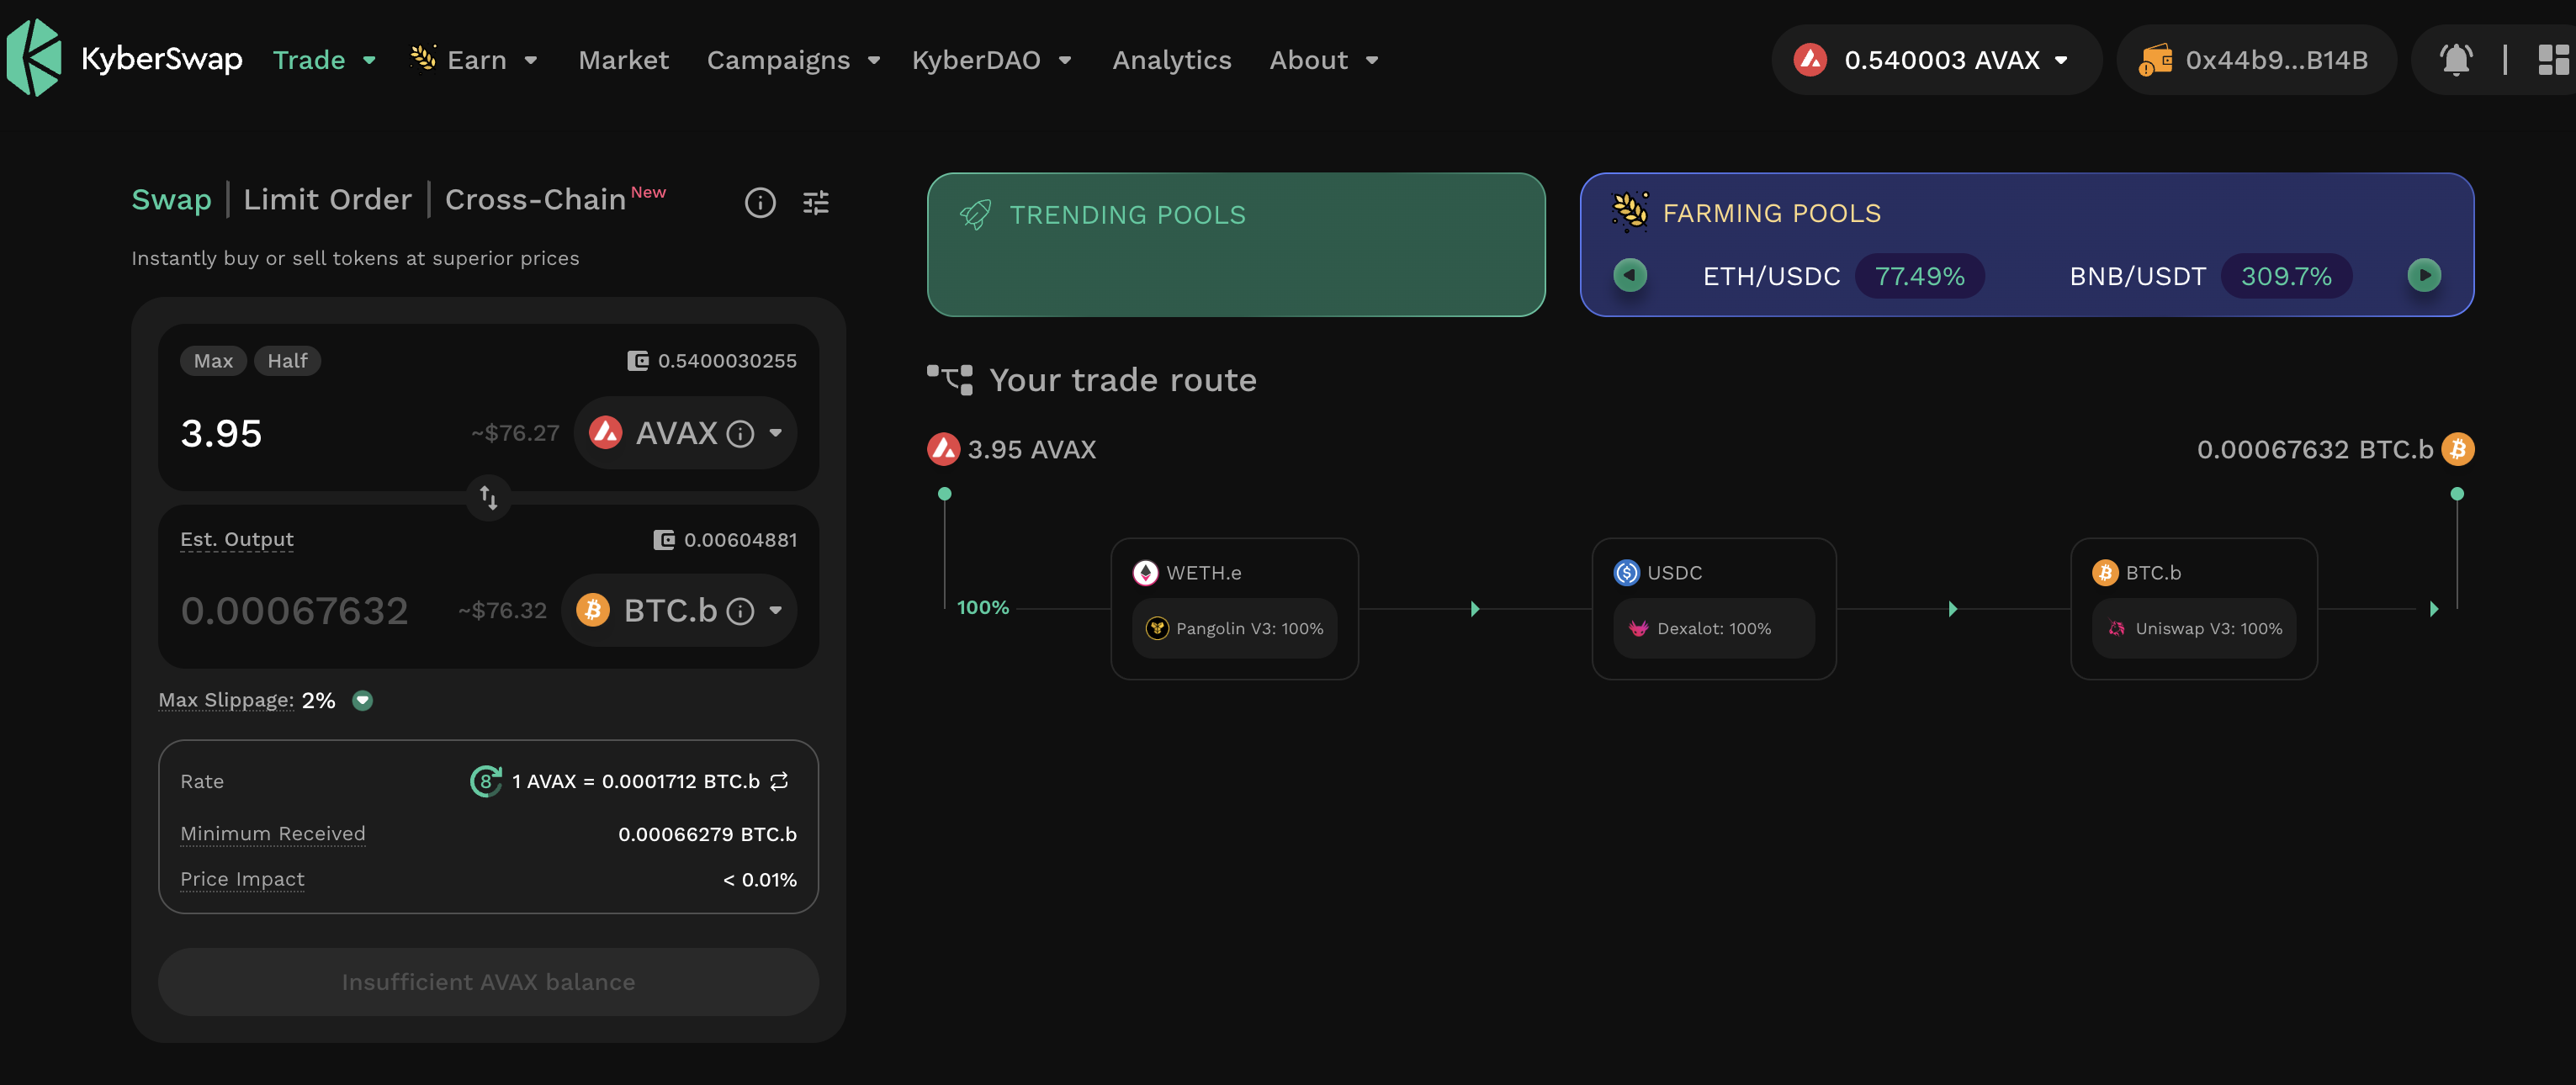 KyberSwap Trade Earn Market Campaigns KyberDAO Analytics About 0.540003 AVAX 0x44b9...B14B
Swap | Limit Order | Cross-Chain New
Instantly buy or sell tokens at superior prices
Max Half 0.5400030255
3.95 ~$76.27 AVAX
Est. Output 0.00604881
0.00067632 ~$76.32 BTC.b
Max Slippage: 2%
Rate 8 1 AVAX = 0.0001712 BTC.b
Minimum Received 0.00066279 BTC.b
Price Impact < 0.01%
Insufficient AVAX balance
TRENDING POOLS
FARMING POOLS
ETH/USDC 77.49% BNB/USDT 309.7%
Your trade route
3.95 AVAX 0.00067632 BTC.b
100%
WETH.e
Pangolin V3: 100%
USDC
Dexalot: 100%
BTC.b
Uniswap V3: 100%